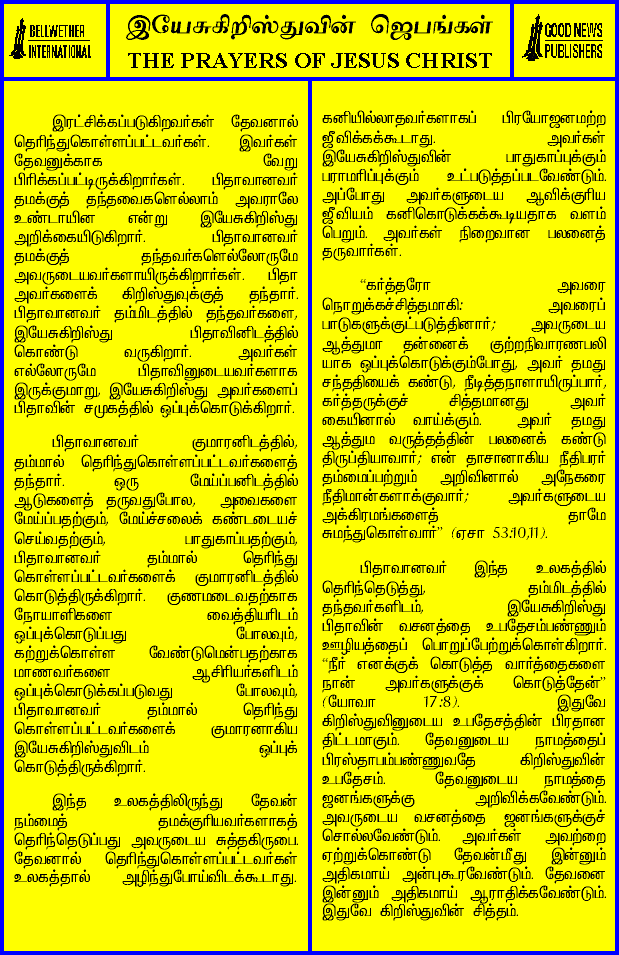 BELLWETHER
INTERNATIONAL
இயேசுகிறிஸ்துவின் ஜெபங்கள்
THE PRAYERS OF JESUS CHRIST
GOOD NEWS
PUBLISHERS
இரட்சிக்கப்படுகிறவர்கள் தேவனால்
தெரிந்துகொள்ளப்பட்டவர்கள். இவர்கள்
தேவனுக்காக வேறு
பிரிக்கப்பட்டிருக்கிறார்கள். பிதாவானவர்
தமக்குத் தந்தவைகளெல்லாம் அவராலே
உண்டாயின என்று இயேசுகிறிஸ்து
அறிக்கையிடுகிறார். பிதாவானவர்
தமக்குத் தந்தவர்களெல்லோருமே
அவருடையவர்களாயிருக்கிறார்கள். பிதா
அவர்களைக் கிறிஸ்துவுக்குத் தந்தார்.
பிதாவானவர் தம்மிடத்தில் தந்தவர்களை,
இயேசுகிறிஸ்து பிதாவினிடத்தில்
கொண்டு வருகிறார். அவர்கள்
எல்லோருமே பிதாவினுடையவர்களாக
இருக்குமாறு, இயேசுகிறிஸ்து அவர்களைப்
பிதாவின் சமுகத்தில் ஒப்புக்கொடுக்கிறார்.
பிதாவானவர் குமாரனிடத்தில்,
தம்மால் தெரிந்துகொள்ளப்பட்டவர்களைத்
தந்தார். ஒரு மேய்ப்பனிடத்தில்
ஆடுகளைத் தருவதுபோல, அவைகளை
மேய்ப்பதற்கும், மேய்ச்சலைக் கண்டடையச்
செய்வதற்கும், பாதுகாப்பதற்கும்,
பிதாவானவர் தம்மால் தெரிந்து
கொள்ளப்பட்டவர்களைக் குமாரனிடத்தில்
கொடுத்திருக்கிறார். குணமடைவதற்காக
நோயாளிகளை வைத்தியரிடம்
ஒப்புக்கொடுப்பது போலவும்,
கற்றுக்கொள்ள வேண்டுமென்பதற்காக
மாணவர்களை ஆசிரியர்களிடம்
ஒப்புக்கொடுக்கப்படுவது போலவும்,
பிதாவானவர் தம்மால் தெரிந்து
கொள்ளப்பட்டவர்களைக் குமாரனாகிய
இயேசுகிறிஸ்துவிடம் ஒப்புக்
கொடுத்திருக்கிறார்.
இந்த உலகத்திலிருந்து தேவன்
நம்மைத் தமக்குரியவர்களாகத்
தெரிந்தெடுப்பது அவருடைய சுத்தகிருபை.
தேவனால் தெரிந்துகொள்ளப்பட்டவர்கள்
உலகத்தால் அழிந்துபோய்விடக்கூடாது.
கனியில்லாதவர்களாகப் பிரயோஜனமற்ற
ஜீவிக்கக்கூடாது. அவர்கள்
இயேசுகிறிஸ்துவின் பாதுகாப்புக்கும்
பராமரிப்புக்கும் உட்படுத்தப்படவேண்டும்.
அப்போது அவர்களுடைய ஆவிக்குரிய
ஜீவியம் கனிகொடுக்கக்கூடியதாக வளம்
பெறும். அவர்கள் நிறைவான பலனைத்
தருவார்கள்.
“கர்த்தரோ அவரை
நொறுக்கச்சித்தமாகி: அவரைப்
பாடுகளுக்குட்படுத்தினார்; அவருடைய
ஆத்துமா தன்னைக் குற்றநிவாரணபலி
யாக ஒப்புக்கொடுக்கும்போது, அவர் தமது
சந்ததியைக் கண்டு, நீடித்தநாளாயிருப்பார்,
கர்த்தருக்குச் சித்தமானது அவர்
கையினால் வாய்க்கும். அவர் தமது
ஆத்தும வருத்தத்தின் பலனைக் கண்டு
திருப்தியாவார்; என் தாசனாகிய நீதிபரர்
தம்மைப்பற்றும் அறிவினால் அநேகரை
நீதிமான்களாக்குவார்; அவர்களுடைய
அக்கிரமங்களைத் தாமே
சுமந்துகொள்வார்” (ஏசா 53:10,11).
பிதாவானவர் இந்த உலகத்தில்
தெரிந்தெடுத்து, தம்மிடத்தில்
தந்தவர்களிடம், இயேசுகிறிஸ்து
பிதாவின் வசனத்தை உபதேசம்பண்ணும்
ஊழியத்தைப் பொறுப்பேற்றுக்கொள்கிறார்.
“நீர் எனக்குக் கொடுத்த வார்த்தைகளை
நான் அவர்களுக்குக் கொடுத்தேன்”
(யோவா 17:8). இதுவே
கிறிஸ்துவினுடைய உபதேசத்தின் பிரதான
திட்டமாகும். தேவனுடைய நாமத்தைப்
பிரஸ்தாபம்பண்ணுவதே கிறிஸ்துவின்
உபதேசம். தேவனுடைய நாமத்தை
ஜனங்களுக்கு அறிவிக்கவேண்டும்.
அவருடைய வசனத்தை ஜனங்களுக்குச்
சொல்லவேண்டும். அவர்கள் அவற்றை
ஏற்றுக்கொண்டு தேவன்மீது இன்னும்
அதிகமாய் அன்புகூரவேண்டும். தேவனை
இன்னும் அதிகமாய் ஆராதிக்கவேண்டும்.
இதுவே கிறிஸ்துவின் சித்தம்.